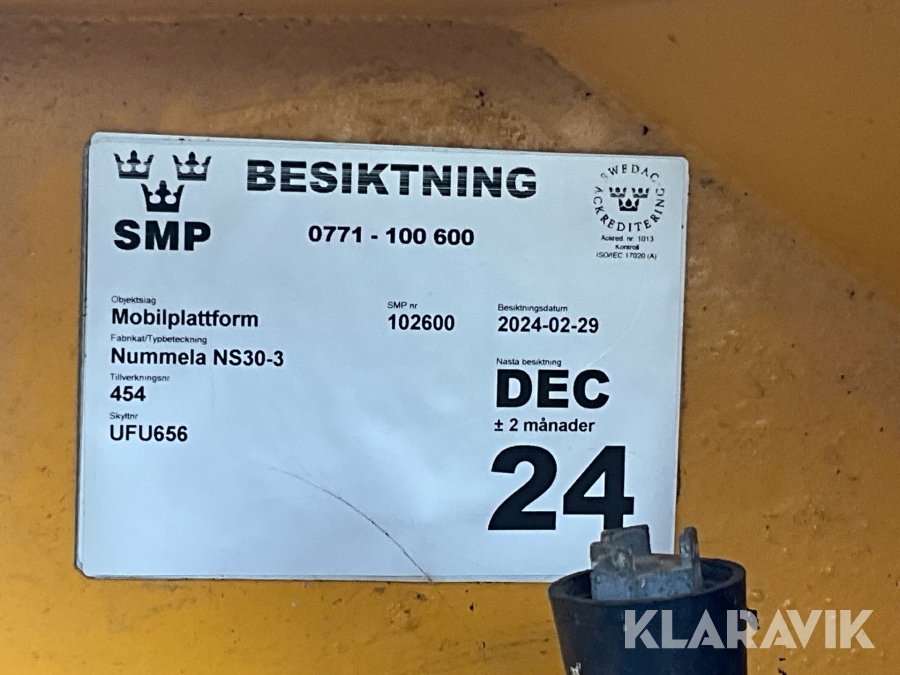 BESIKTNING
SMP
0771 - 100 600
SWEDAC ACKREDITERING
Ackred. nr. 1013
Kontroll
ISO/IEC 17020 (A)
Objektslag
Mobilplattform
SMP nr
102600
Besiktningsdatum
2024-02-29
Fabrikat/Typbeteckning
Nummela NS30-3
Tillverkningsnr
454
Skyltnr
UFU656
Nästa besiktning
DEC
± 2 månader
24
KLARAVIK